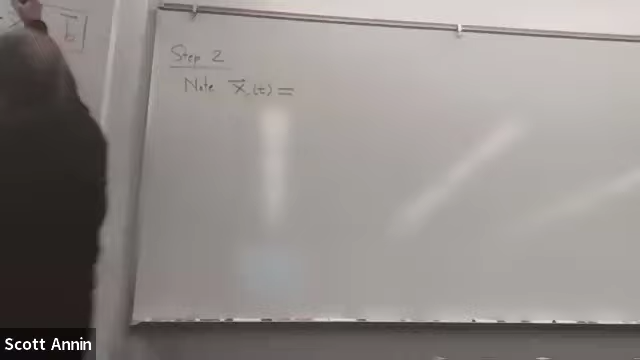 b
Step 2
Note x⃗(t) =
Scott Annin